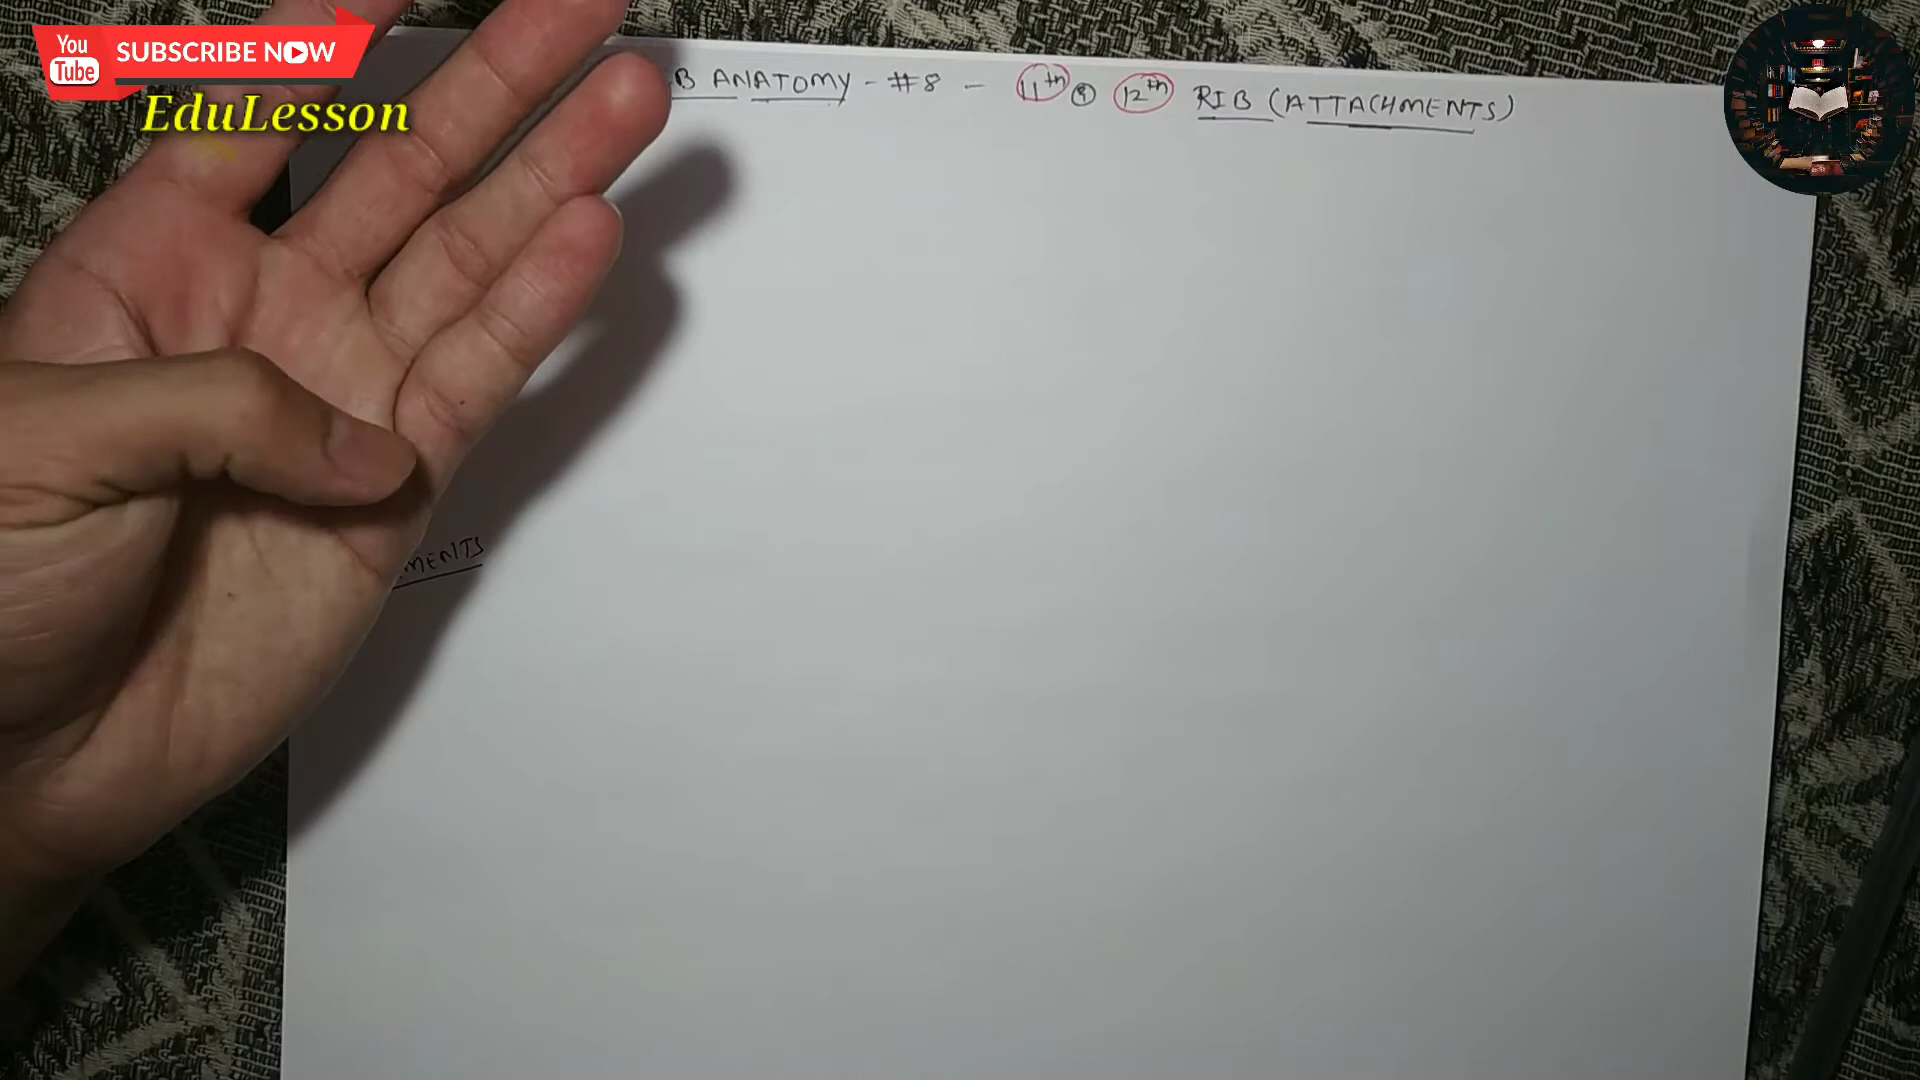 You Tube SUBSCRIBE NOW
EduLesson
B ANATOMY - #8 - 11th & 12th RIB (ATTACHMENTS)
MENTS